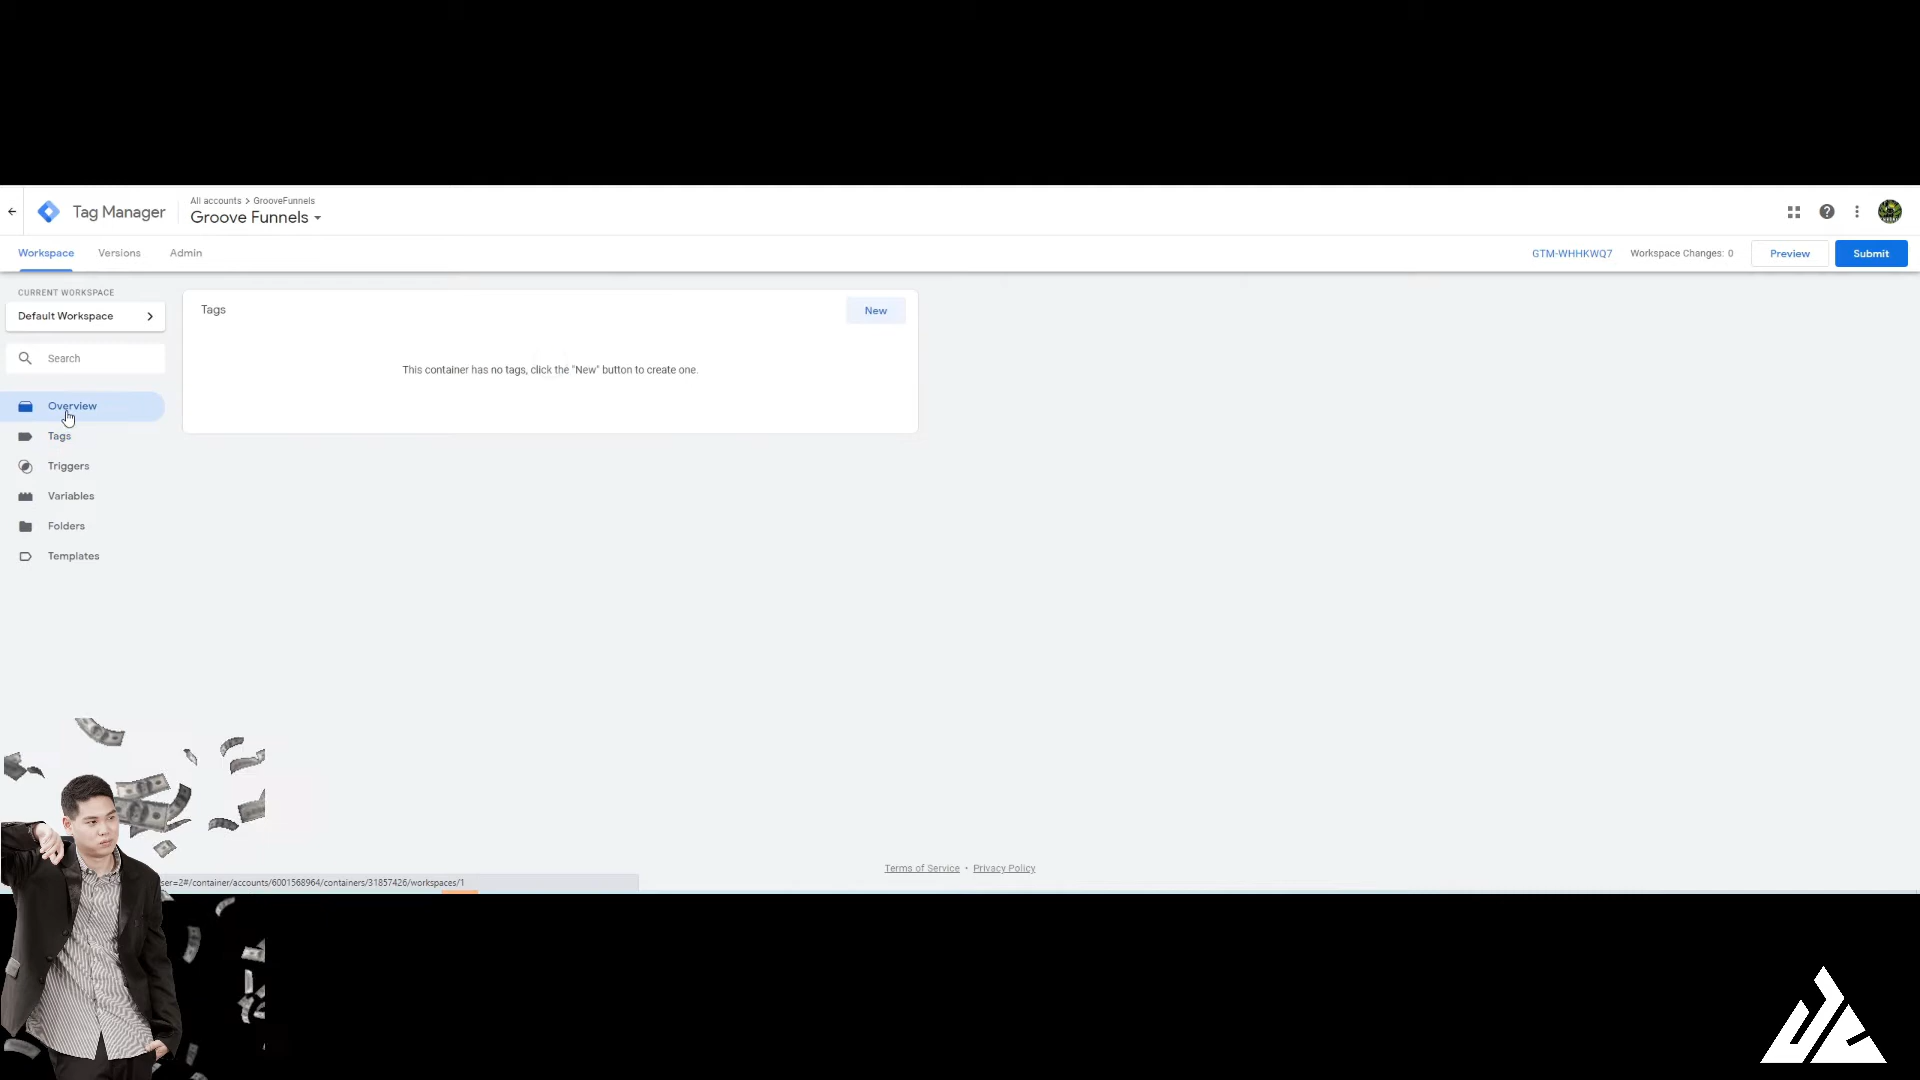 All accounts > GrooveFunnels
Tag Manager
Groove Funnels
Workspace
Versions
Admin
GTM-WHHKWQ7
Workspace Changes: 0
Preview
Submit
CURRENT WORKSPACE
Default Workspace
Tags
New
Search
This container has no tags, click the "New" button to create one.
Overview
Tags
Triggers
Variables
Folders
Templates
Terms of Service • Privacy Policy
ser=2#/container/accounts/6001568964/containers/31857426/workspaces/1